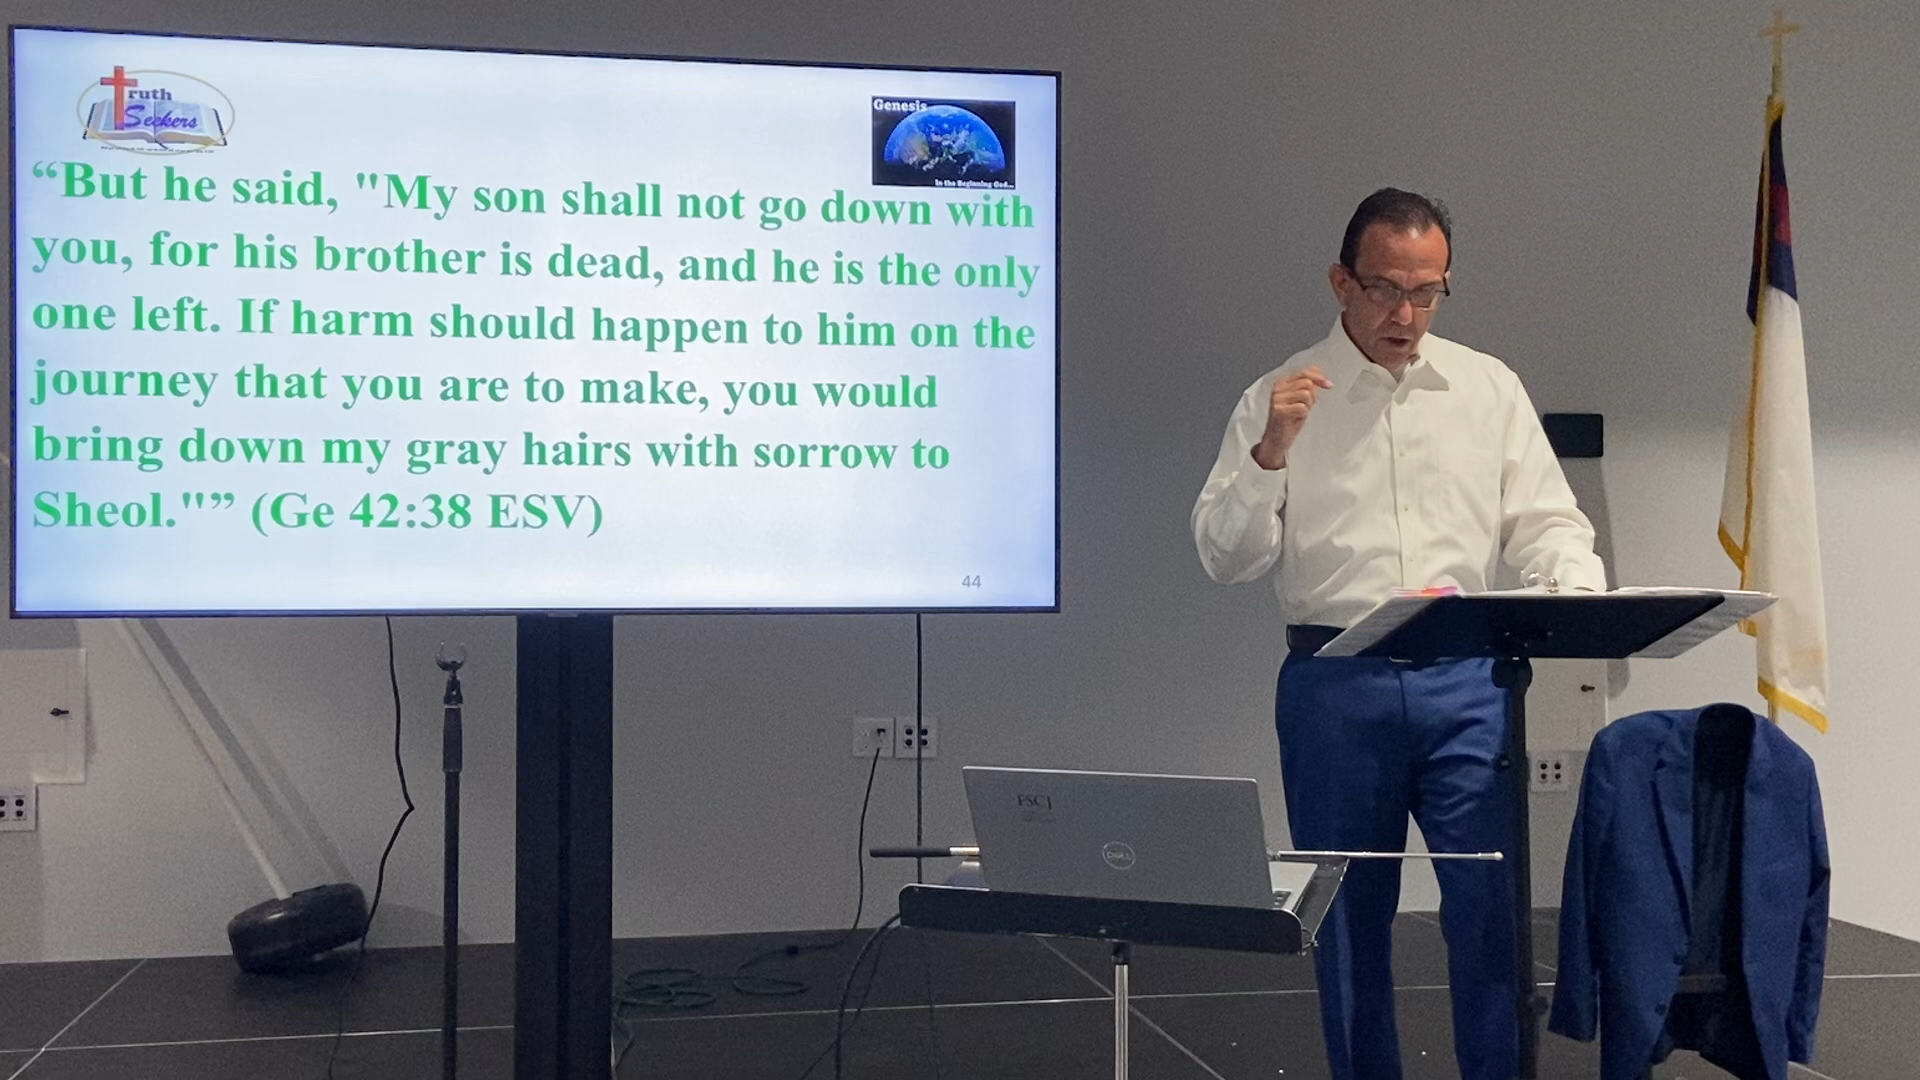 Truth
Seekers
Genesis
In the Beginning God...
“But he said, "My son shall not go down with
you, for his brother is dead, and he is the only
one left. If harm should happen to him on the
journey that you are to make, you would
bring down my gray hairs with sorrow to
Sheol."” (Ge 42:38 ESV)
44
FSCJ
DELL